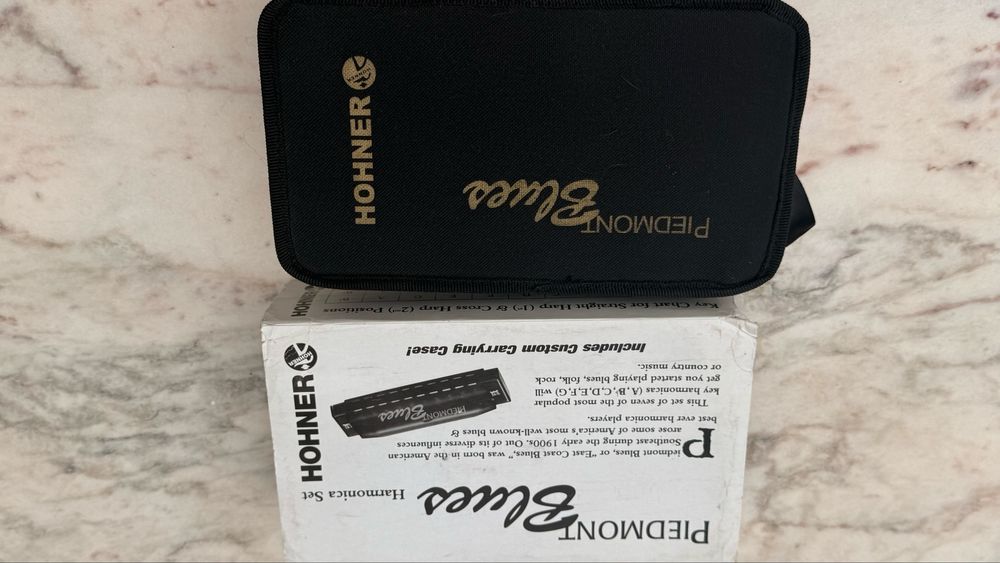 PIEDMONT
Blues
HOHNER
HOHNER
PIEDMONT
Blues
Harmonica Set
Piedmont Blues, or "East Coast Blues," was born in the American
Southeast during the early 1900s. Out of its diverse influences
arose some of America's most well-known blues &
best ever harmonica players.
This set of seven of the most popular
key harmonicas (A, B♭, C, D, E, F, G) will
get you started playing blues, folk, rock
or country music.
PIEDMONT
Blues
Includes Custom Carrying Case!
HOHNER
HOHNER
Key Chart for Straight Harp (1st) & Cross Harp (2nd) Positions
HOHNER